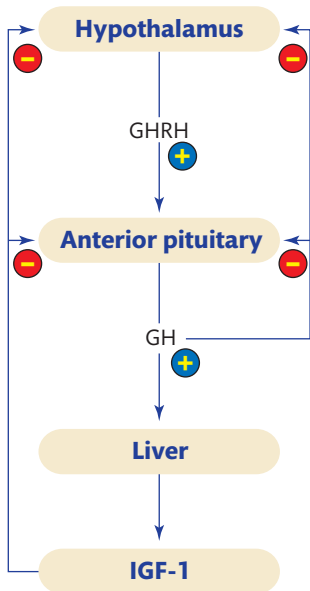 Hypothalamus
−
−
GHRH
+
Anterior pituitary
−
−
GH
+
Liver
IGF-1